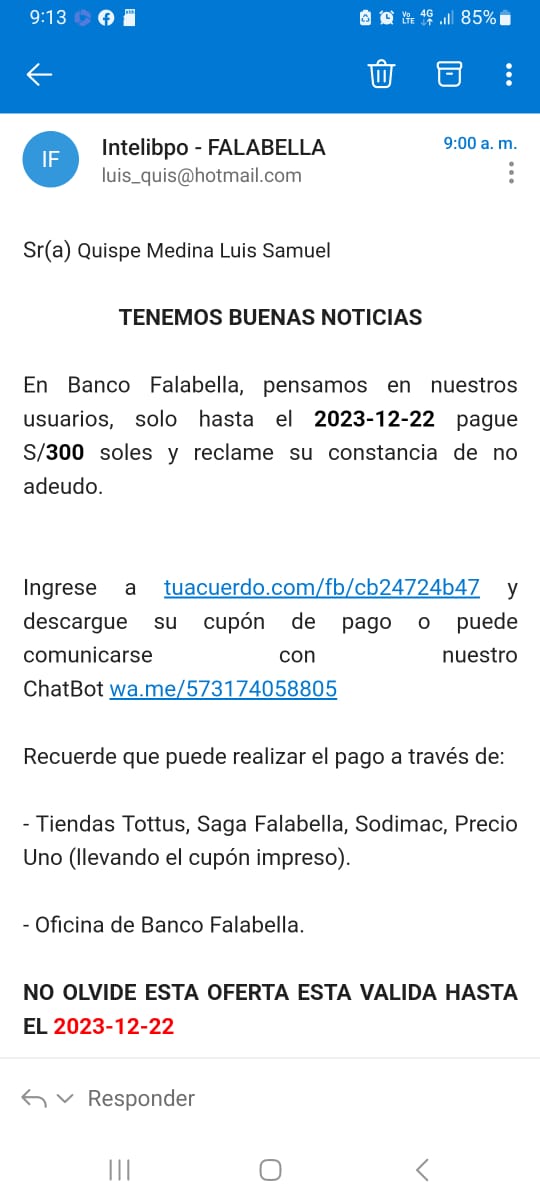 9:13 85%
4G
Vo
LTE
IF
Intelibpo - FALABELLA
9:00 a. m.
luis_quis@hotmail.com
Sr(a) Quispe Medina Luis Samuel
TENEMOS BUENAS NOTICIAS
En Banco Falabella, pensamos en nuestros
usuarios, solo hasta el 2023-12-22 pague
S/300 soles y reclame su constancia de no
adeudo.
Ingrese a tuacuerdo.com/fb/cb24724b47 y
descargue su cupón de pago o puede
comunicarse con nuestro
ChatBot wa.me/573174058805
Recuerde que puede realizar el pago a través de:
- Tiendas Tottus, Saga Falabella, Sodimac, Precio
Uno (llevando el cupón impreso).
- Oficina de Banco Falabella.
NO OLVIDE ESTA OFERTA ESTA VALIDA HASTA
EL 2023-12-22
Responder